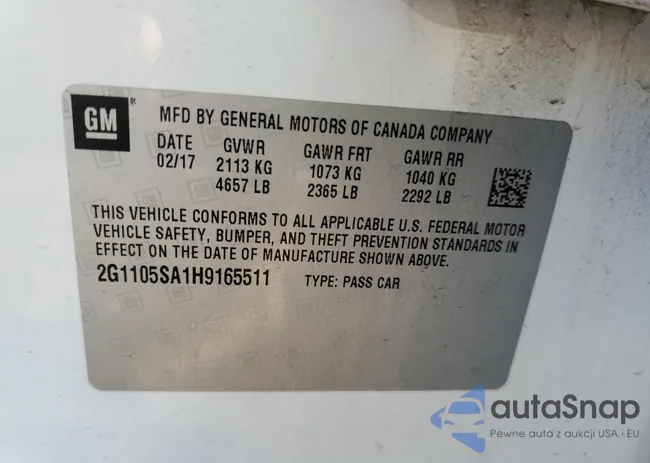 GM
MFD BY GENERAL MOTORS OF CANADA COMPANY
DATE GVWR GAWR FRT GAWR RR
02/17 2113 KG 1073 KG 1040 KG
4657 LB 2365 LB 2292 LB
THIS VEHICLE CONFORMS TO ALL APPLICABLE U.S. FEDERAL MOTOR
VEHICLE SAFETY, BUMPER, AND THEFT PREVENTION STANDARDS IN
EFFECT ON THE DATE OF MANUFACTURE SHOWN ABOVE.
2G1105SA1H9165511 TYPE: PASS CAR
autaSnap
Pewne auta z aukcji USA i EU